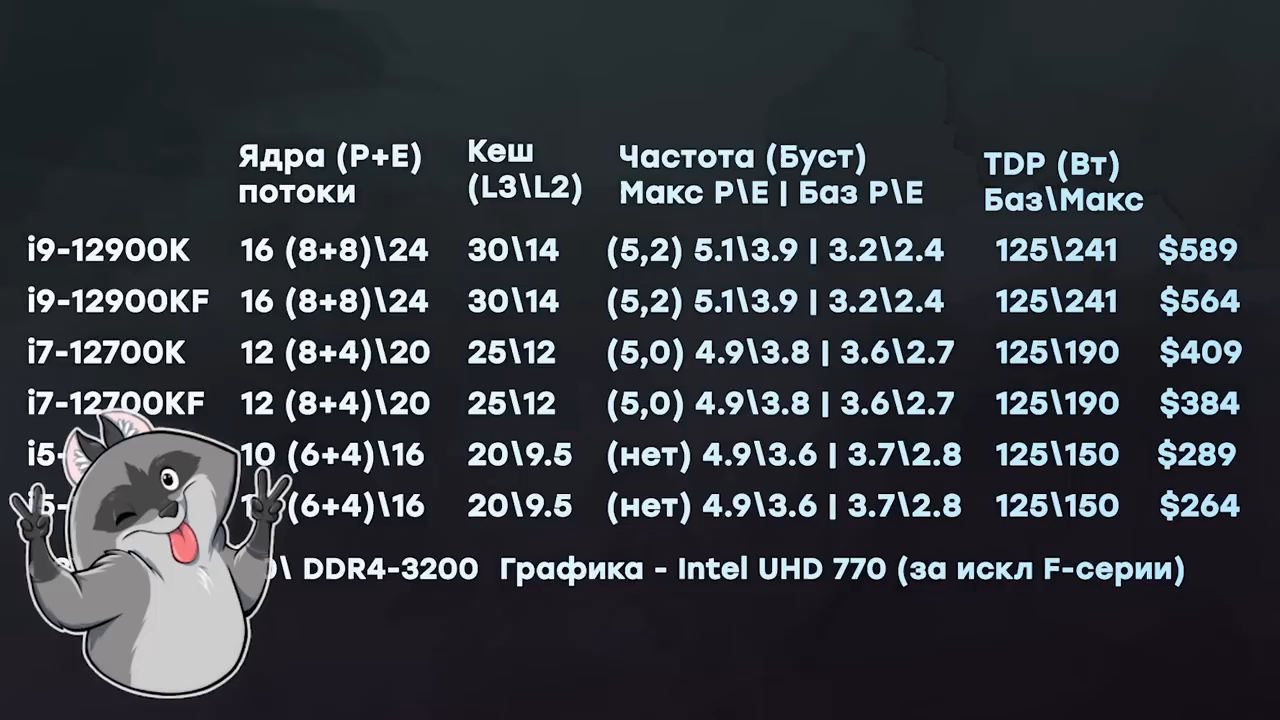 Ядра (P+E) потоки
Кеш (L3\L2)
Частота (Буст) Макс P\E | Баз P\E
TDP (Вт) Баз\Макс
i9-12900K 16 (8+8)\24 30\14 (5,2) 5.1\3.9 | 3.2\2.4 125\241 $589
i9-12900KF 16 (8+8)\24 30\14 (5,2) 5.1\3.9 | 3.2\2.4 125\241 $564
i7-12700K 12 (8+4)\20 25\12 (5,0) 4.9\3.8 | 3.6\2.7 125\190 $409
i7-12700KF 12 (8+4)\20 25\12 (5,0) 4.9\3.8 | 3.6\2.7 125\190 $384
i5- 10 (6+4)\16 20\9.5 (нет) 4.9\3.6 | 3.7\2.8 125\150 $289
(6+4)\16 20\9.5 (нет) 4.9\3.6 | 3.7\2.8 125\150 $264
\ DDR4-3200 Графика - Intel UHD 770 (за искл F-серии)